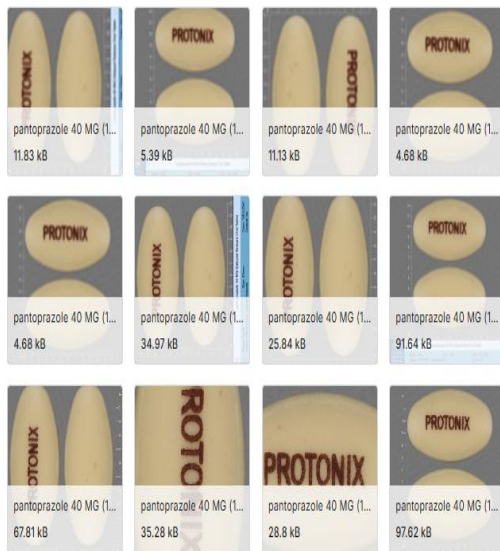 PROTONIX
PROTONIX
PROTONIX
PROTONIX
pantoprazole 40 MG (1...
pantoprazole 40 MG (1...
pantoprazole 40 MG (1...
pantoprazole 40 MG (1...
11.83 kB
5.39 kB
11.13 kB
4.68 kB
PROTONIX
PROTONIX
PROTONIX
PROTONIX
pantoprazole 40 MG (1...
pantoprazole 40 MG (1...
pantoprazole 40 MG (1...
pantoprazole 40 MG (1...
4.68 kB
34.97 kB
25.84 kB
91.64 kB
PROTONIX
ROTONIX
PROTONIX
PROTONIX
pantoprazole 40 MG (1...
pantoprazole 40 MG (1...
pantoprazole 40 MG (1...
pantoprazole 40 MG (1...
67.81 kB
35.28 kB
28.8 kB
97.62 kB